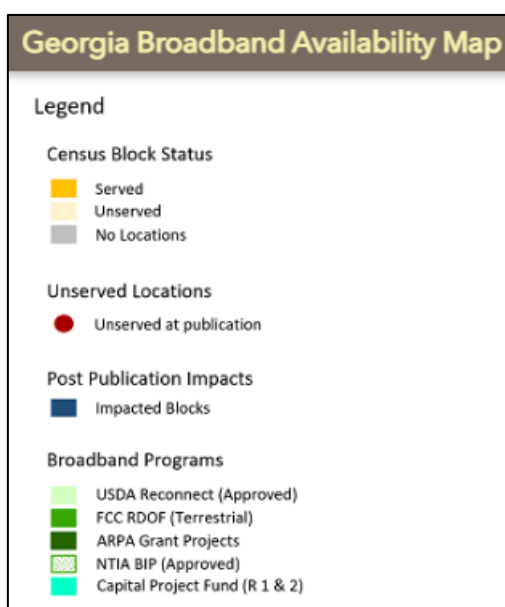 Georgia Broadband Availability Map
Legend
Census Block Status
Served
Unserved
No Locations
Unserved Locations
Unserved at publication
Post Publication Impacts
Impacted Blocks
Broadband Programs
USDA Reconnect (Approved)
FCC RDOF (Terrestrial)
ARPA Grant Projects
NTIA BIP (Approved)
Capital Project Fund (R 1 & 2)